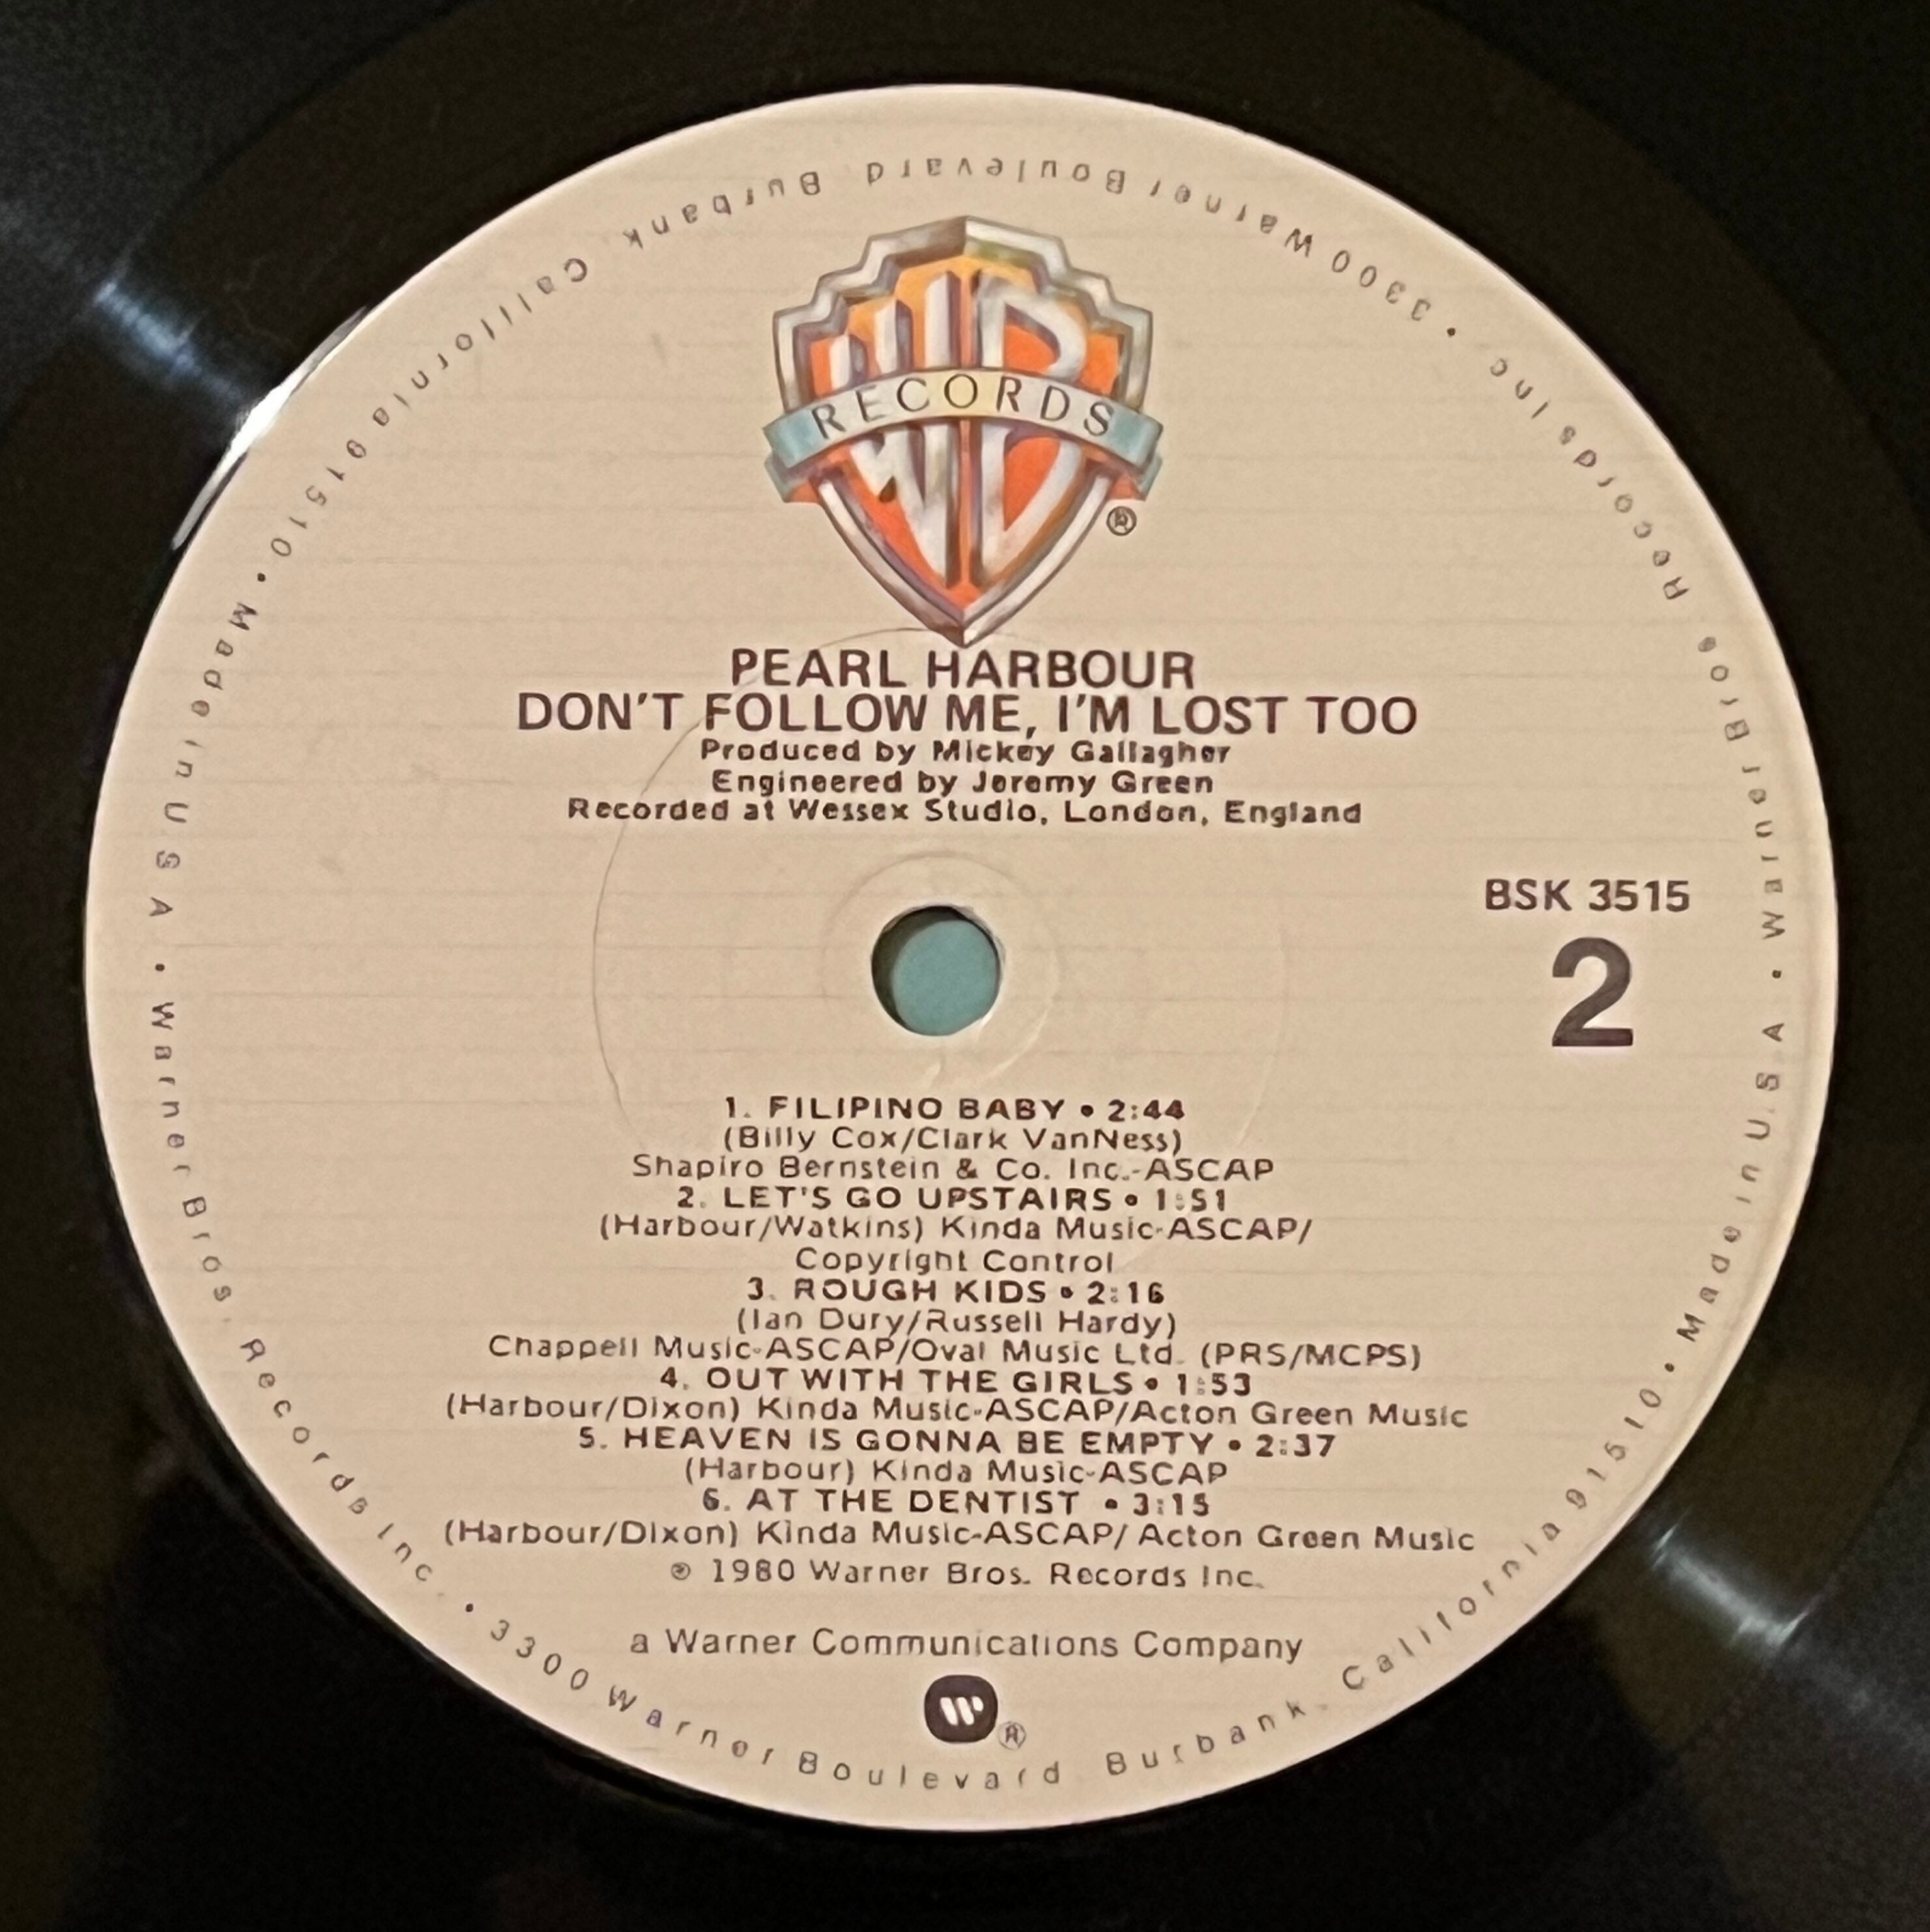 WB
RECORDS
®
PEARL HARBOUR
DON'T FOLLOW ME, I'M LOST TOO
Produced by Mickey Gallagher
Engineered by Jeremy Green
Recorded at Wessex Studio, London, England
BSK 3515
2
1. FILIPINO BABY • 2:44
(Billy Cox/Clark VanNess)
Shapiro Bernstein & Co. Inc.-ASCAP
2. LET'S GO UPSTAIRS • 1:51
(Harbour/Watkins) Kinda Music-ASCAP/
Copyright Control
3. ROUGH KIDS • 2:16
(Ian Dury/Russell Hardy)
Chappell Music-ASCAP/Oval Music Ltd. (PRS/MCPS)
4. OUT WITH THE GIRLS • 1:53
(Harbour/Dixon) Kinda Music-ASCAP/Acton Green Music
5. HEAVEN IS GONNA BE EMPTY • 2:37
(Harbour) Kinda Music-ASCAP
6. AT THE DENTIST • 3:15
(Harbour/Dixon) Kinda Music-ASCAP/ Acton Green Music
℗ 1980 Warner Bros. Records Inc.
a Warner Communications Company
®
Warner Bros. Records Inc. • 3300 Warner Boulevard Burbank, California 91510 • Made in U.S.A. • Warner Bros Records Inc • 3300 Warner Boulevard Burbank California 91510 • Made in U S A •